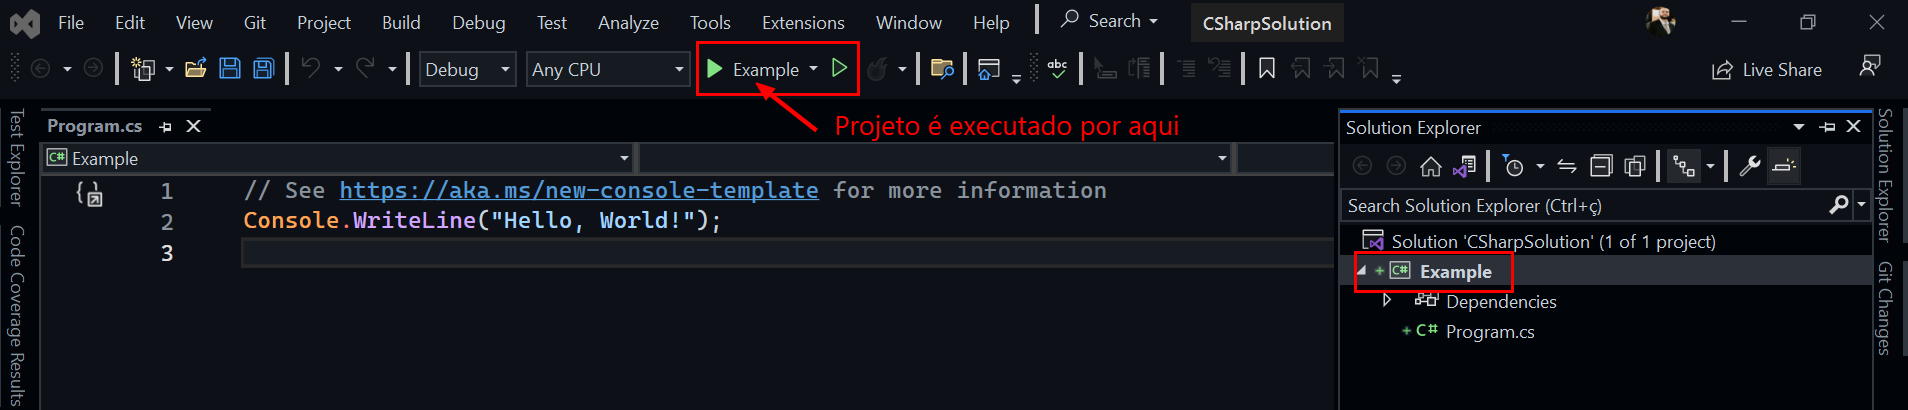 File Edit View Git Project Build Debug Test Analyze Tools Extensions Window Help Search CSharpSolution
Debug Any CPU Example abc Live Share
Projeto é executado por aqui
Test Explorer
Code Coverage Results
Program.cs
Example
1 // See https://aka.ms/new-console-template for more information
2 Console.WriteLine("Hello, World!");
3
Solution Explorer
Search Solution Explorer (Ctrl+ç)
Solution 'CSharpSolution' (1 of 1 project)
C# Example
Dependencies
C# Program.cs
Solution Explorer
Git Changes